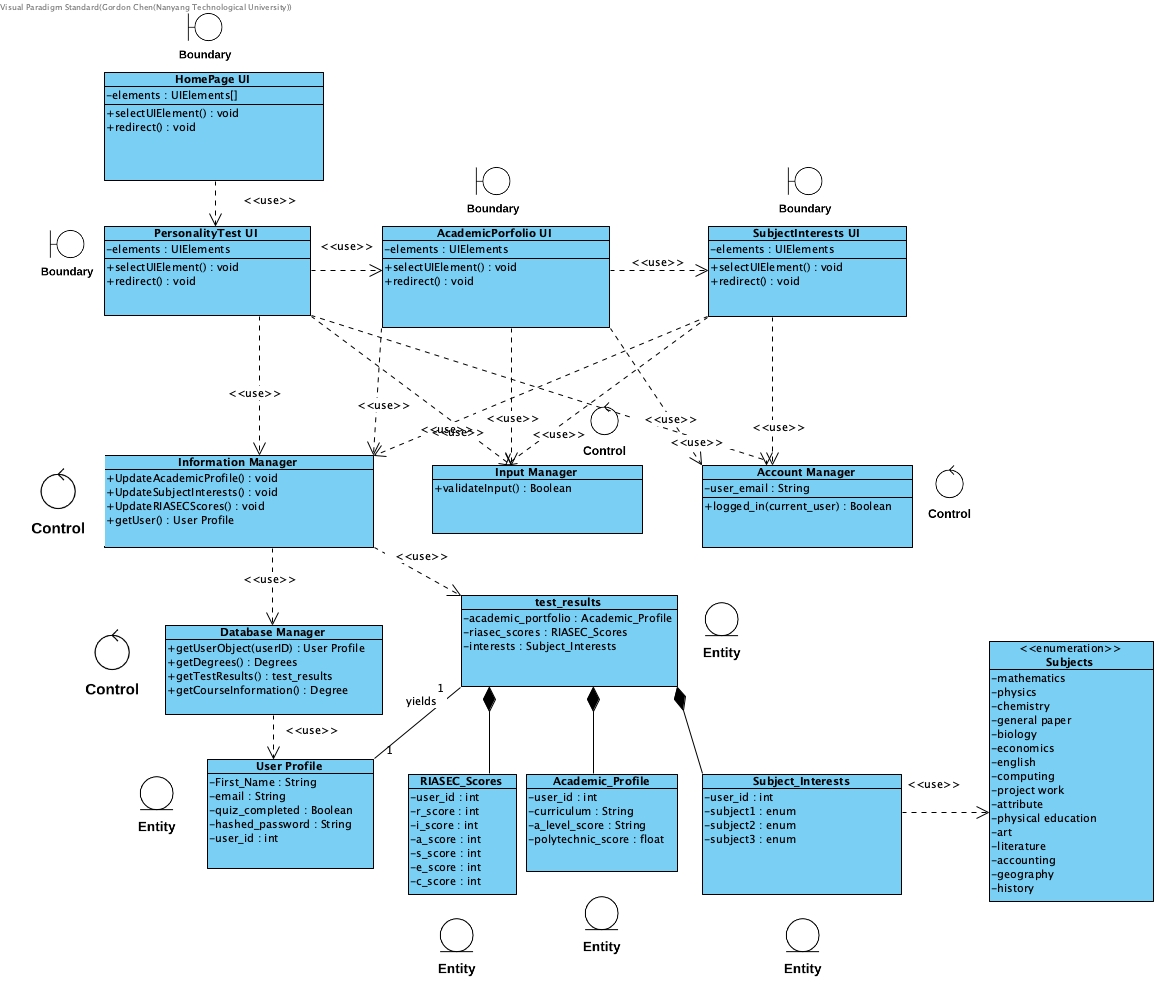 Visual Paradigm Standard(Gordon Chen(Nanyang Technological University))
Boundary
HomePage UI
-elements : UIElements[]
+selectUIElement() : void
+redirect() : void
<<use>>
Boundary
Boundary
Boundary
PersonalityTest UI
-elements : UIElements
+selectUIElement() : void
+redirect() : void
<<use>>
AcademicPorfolio UI
-elements : UIElements
+selectUIElement() : void
+redirect() : void
<<use>>
SubjectInterests UI
-elements : UIElements
+selectUIElement() : void
+redirect() : void
<<use>>
<<use>>
<<use>>
<<use>>
<<use>>
<<use>>
<<use>>
<<use>>
<<use>>
Control
Control
Information Manager
+UpdateAcademicProfile() : void
+UpdateSubjectInterests() : void
+UpdateRIASECScores() : void
+getUser() : User Profile
Input Manager
+validateInput() : Boolean
Account Manager
-user_email : String
+logged_in(current_user) : Boolean
Control
<<use>>
<<use>>
Control
Database Manager
+getUserObject(userID) : User Profile
+getDegrees() : Degrees
+getTestResults() : test_results
+getCourseInformation() : Degree
test_results
-academic_portfolio : Academic_Profile
-riasec_scores : RIASEC_Scores
-interests : Subject_Interests
Entity
1
yields
1
<<use>>
Entity
User Profile
-First_Name : String
-email : String
-quiz_completed : Boolean
-hashed_password : String
-user_id : int
RIASEC_Scores
-user_id : int
-r_score : int
-i_score : int
-a_score : int
-s_score : int
-e_score : int
-c_score : int
Entity
Academic_Profile
-user_id : int
-curriculum : String
-a_level_score : String
-polytechnic_score : float
Entity
Subject_Interests
-user_id : int
-subject1 : enum
-subject2 : enum
-subject3 : enum
Entity
<<use>>
<<enumeration>>
Subjects
-mathematics
-physics
-chemistry
-general paper
-biology
-economics
-english
-computing
-project work
-attribute
-physical education
-art
-literature
-accounting
-geography
-history